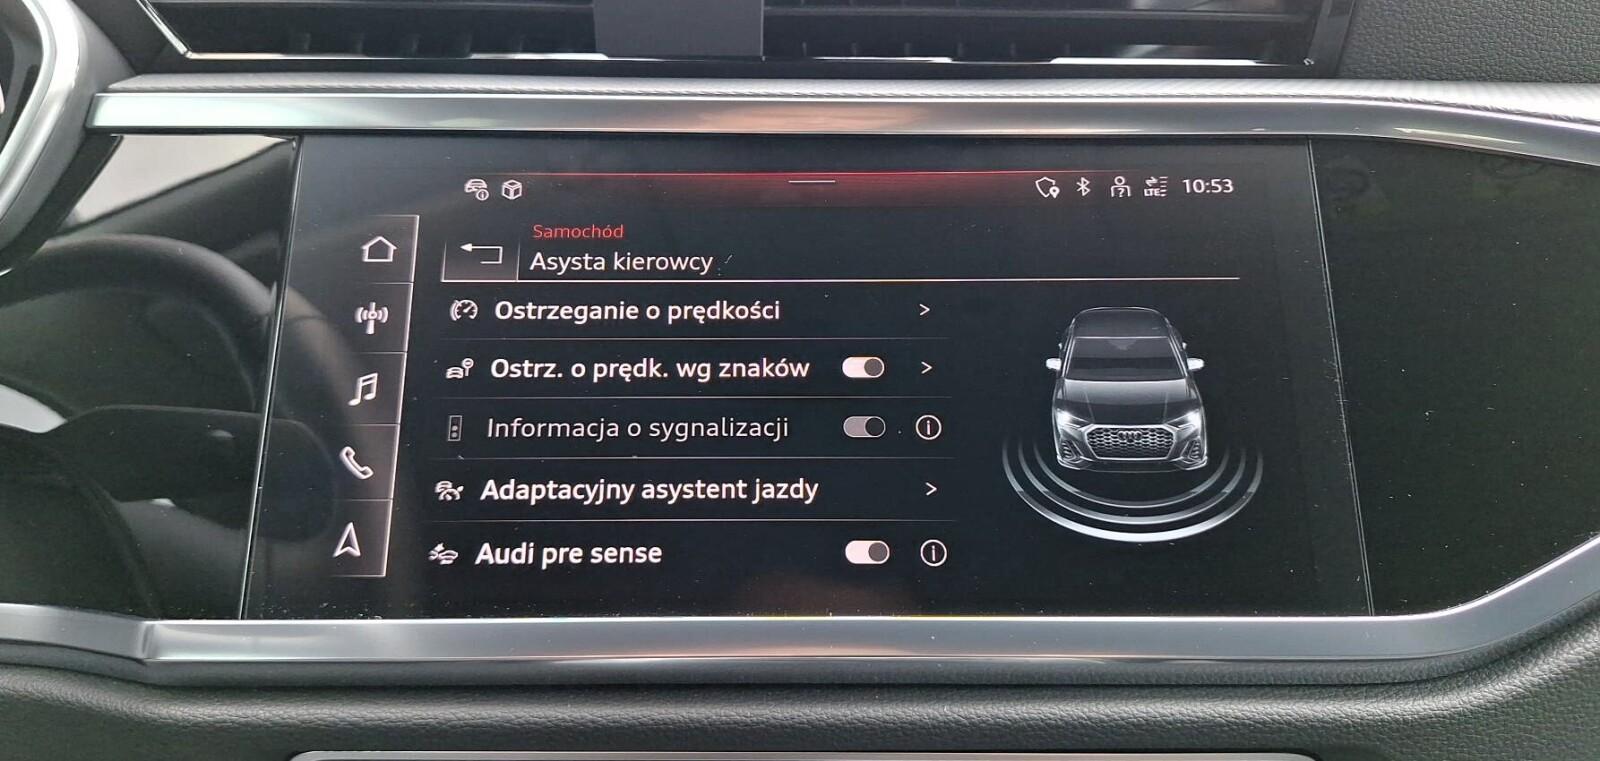 LTE 10:53
Samochód
Asysta kierowcy
Ostrzeganie o prędkości
Ostrz. o prędk. wg znaków
Informacja o sygnalizacji
Adaptacyjny asystent jazdy
Audi pre sense